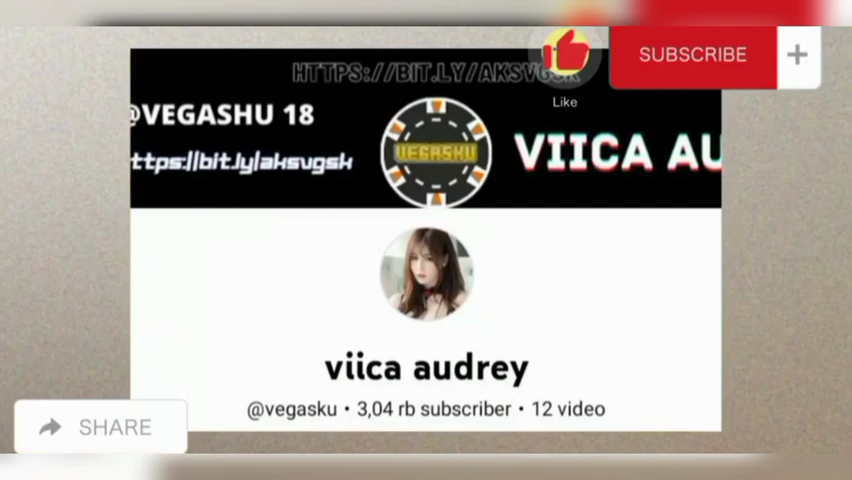 HTTPS://BIT.LY/AKSVGSK
Like
SUBSCRIBE
+
@VEGASHU 18
ttps://bit.ly/aksvgsk
VEGASKU
VIICA AU
viica audrey
@vegasku • 3,04 rb subscriber • 12 video
SHARE